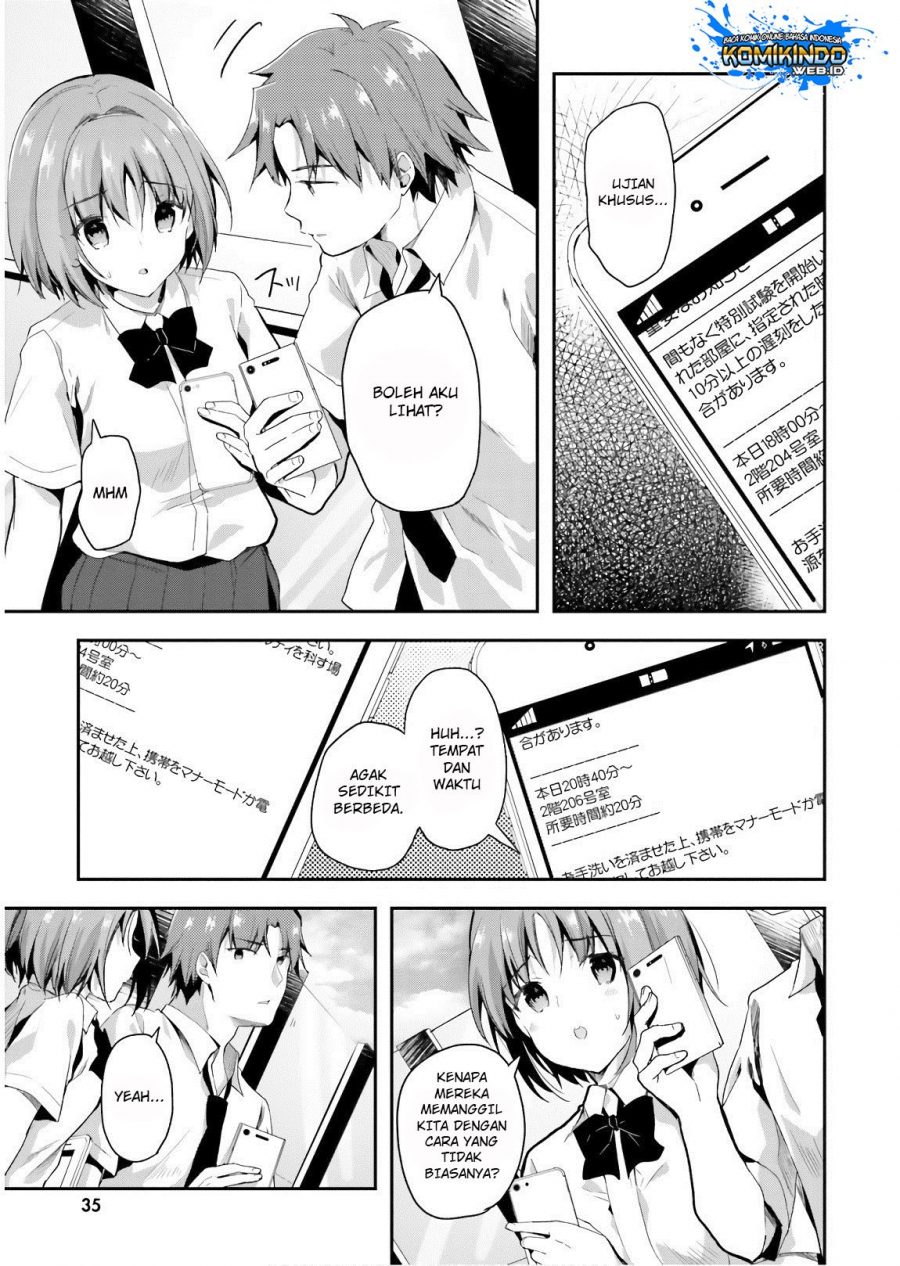 BACA KOMIK ONLINE BAHASA INDONESIA
KOMIKINDO
WEB.ID
UJIAN
KHUSUS...
間もなく特別試験を開始い
れた部屋に、指定された時
10分以上の遅刻をした
合があります。
本日18時00分～
2階204号室
所要時間約
お手
源を
BOLEH AKU
LIHAT?
MHM
スッ
合があります。
本日20時40分～
2階206号室
所要時間約20分
お手洗いを済ませた上、携帯をマナーモードか電
てお越し下さい。
HUH...?
TEMPAT
DAN
WAKTU
AGAK
SEDIKIT
BERBEDA.
さい。
ルティを科す場
00分～
4号室
間約20分
済ませた上、携帯をマナーモードか電
てお越し下さい。
KENAPA
MEREKA
MEMANGGIL
KITA DENGAN
CARA YANG
TIDAK
BIASANYA?
YEAH...
35